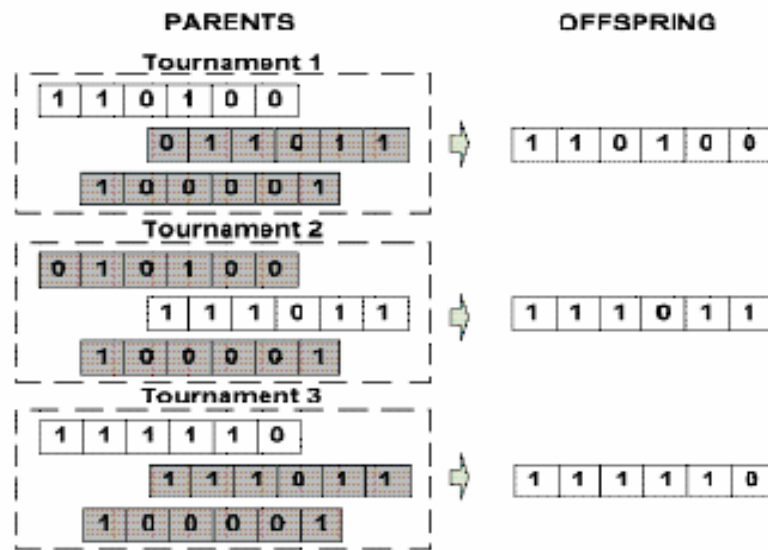 PARENTS OFFSPRING
Tournament 1
1 1 0 1 0 0
0 1 1 0 1 1 1 1 0 1 0 0
1 0 0 0 0 1
Tournament 2
0 1 0 1 0 0
1 1 1 0 1 1 1 1 1 0 1 1
1 0 0 0 0 1
Tournament 3
1 1 1 1 1 0
1 1 1 0 1 1 1 1 1 1 1 0
1 0 0 0 0 1